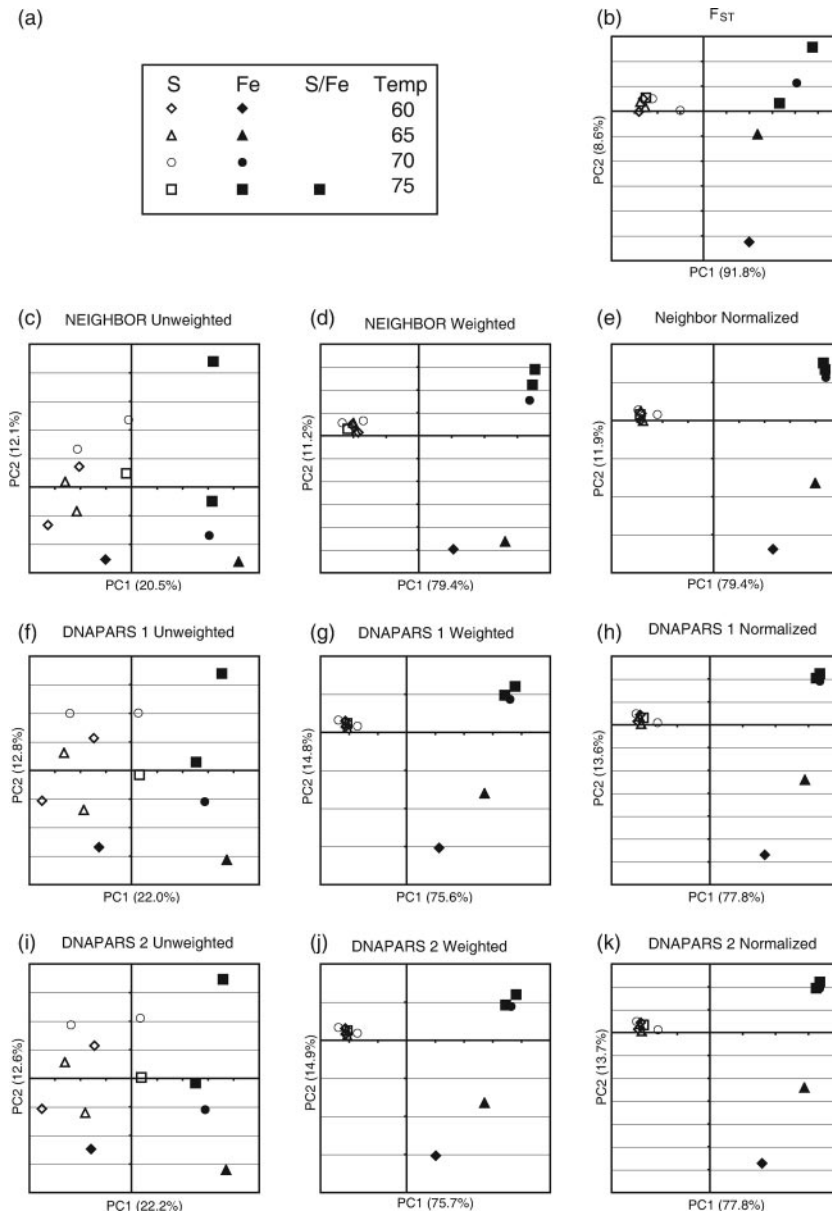 (a)
S Fe S/Fe Temp
60
65
70
75
(b)
F_ST
PC2 (8.6%)
PC1 (91.8%)
(c)
NEIGHBOR Unweighted
PC2 (12.1%)
PC1 (20.5%)
(d)
NEIGHBOR Weighted
PC2 (11.2%)
PC1 (79.4%)
(e)
Neighbor Normalized
PC2 (11.9%)
PC1 (79.4%)
(f)
DNAPARS 1 Unweighted
PC2 (12.8%)
PC1 (22.0%)
(g)
DNAPARS 1 Weighted
PC2 (14.8%)
PC1 (75.6%)
(h)
DNAPARS 1 Normalized
PC2 (13.6%)
PC1 (77.8%)
(i)
DNAPARS 2 Unweighted
PC2 (12.6%)
PC1 (22.2%)
(j)
DNAPARS 2 Weighted
PC2 (14.9%)
PC1 (75.7%)
(k)
DNAPARS 2 Normalized
PC2 (13.7%)
PC1 (77.8%)